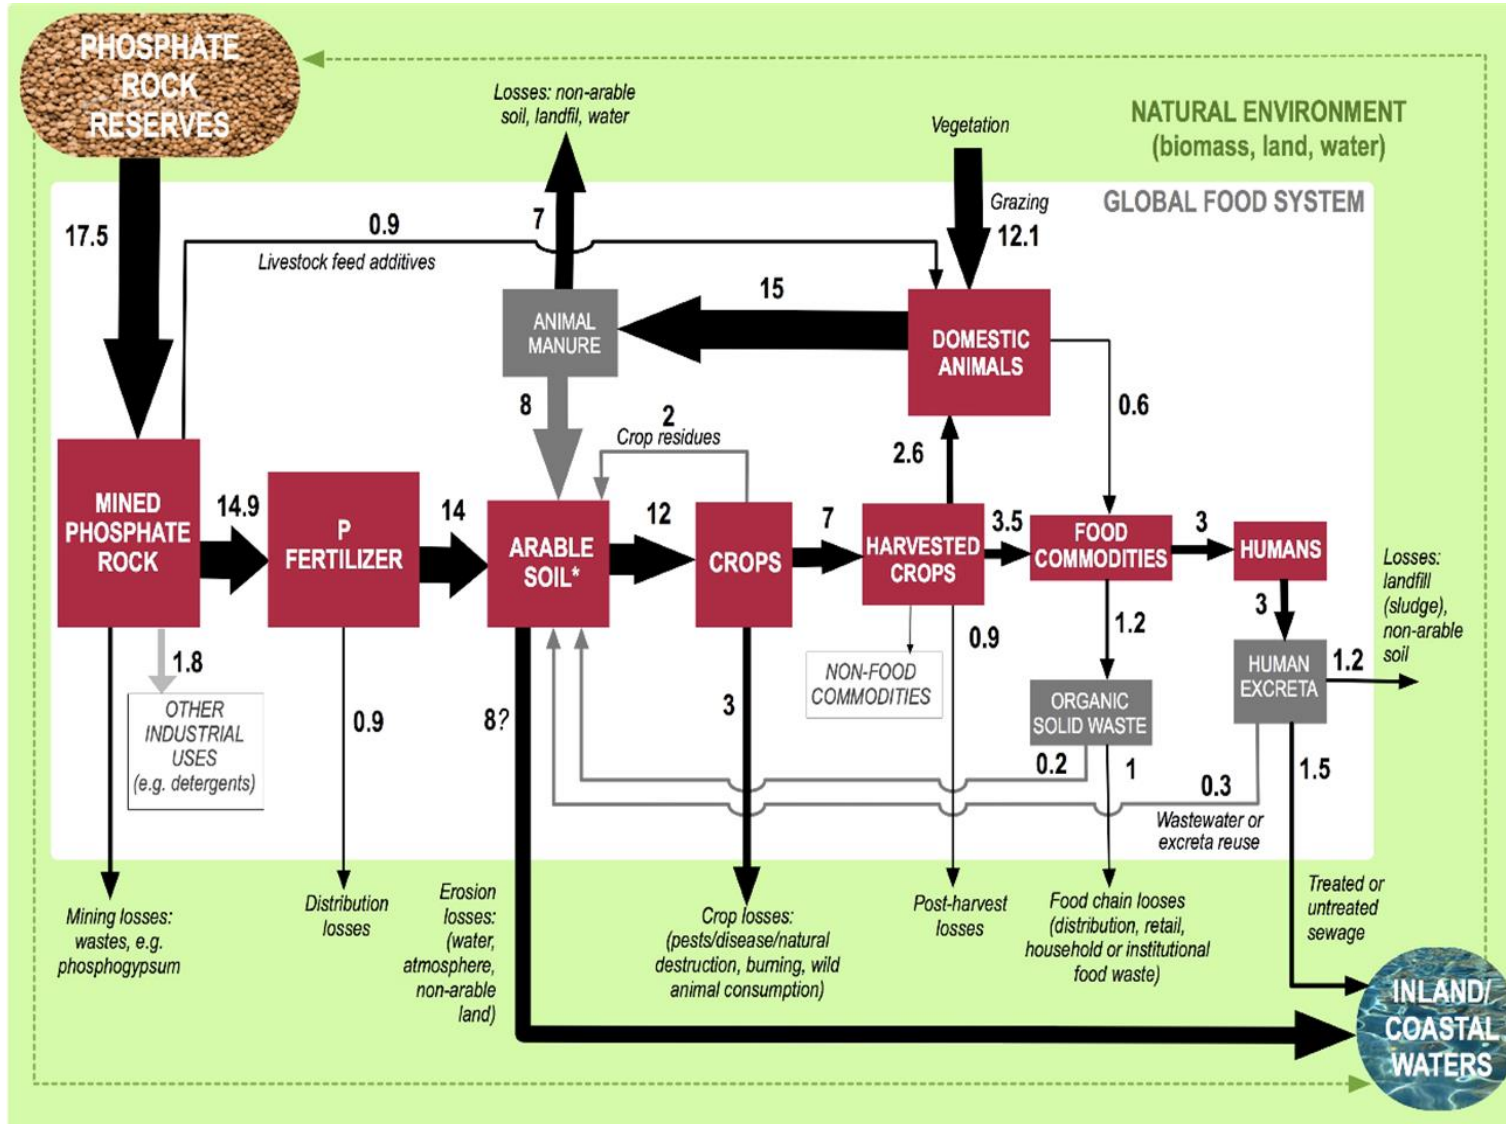 PHOSPHATE
ROCK
RESERVES
Losses: non-arable
soil, landfil, water
Vegetation
NATURAL ENVIRONMENT
(biomass, land, water)
GLOBAL FOOD SYSTEM
17.5
0.9
Livestock feed additives
7
Grazing
12.1
15
ANIMAL
MANURE
DOMESTIC
ANIMALS
8
2
Crop residues
2.6
0.6
MINED
PHOSPHATE
ROCK
14.9
P
FERTILIZER
14
ARABLE
SOIL*
12
CROPS
7
HARVESTED
CROPS
3.5
FOOD
COMMODITIES
3
HUMANS
Losses:
landfill
(sludge),
non-arable
soil
1.8
OTHER
INDUSTRIAL
USES
(e.g. detergents)
0.9
8?
3
NON-FOOD
COMMODITIES
0.9
1.2
ORGANIC
SOLID WASTE
3
HUMAN
EXCRETA
1.2
0.2
1
0.3
1.5
Wastewater or
excreta reuse
Mining losses:
wastes, e.g.
phosphogypsum
Distribution
losses
Erosion
losses:
(water,
atmosphere,
non-arable
land)
Crop losses:
(pests/disease/natural
destruction, burning, wild
animal consumption)
Post-harvest
losses
Food chain looses
(distribution, retail,
household or institutional
food waste)
Treated or
untreated
sewage
INLAND/
COASTAL
WATERS